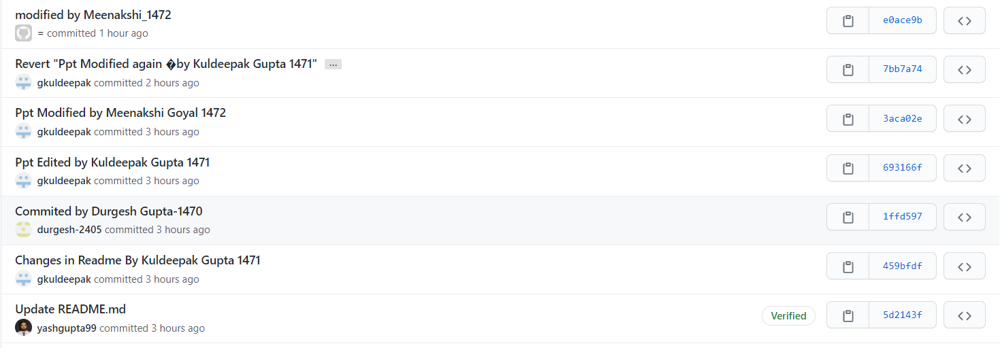 modified by Meenakshi_1472
= committed 1 hour ago
e0ace9b
Revert "Ppt Modified again �by Kuldeepak Gupta 1471" ...
gkuldeepak committed 2 hours ago
7bb7a74
Ppt Modified by Meenakshi Goyal 1472
gkuldeepak committed 3 hours ago
3aca02e
Ppt Edited by Kuldeepak Gupta 1471
gkuldeepak committed 3 hours ago
693166f
Commited by Durgesh Gupta-1470
durgesh-2405 committed 3 hours ago
1ffd597
Changes in Readme By Kuldeepak Gupta 1471
gkuldeepak committed 3 hours ago
459bfdf
Update README.md
yashgupta99 committed 3 hours ago
Verified
5d2143f